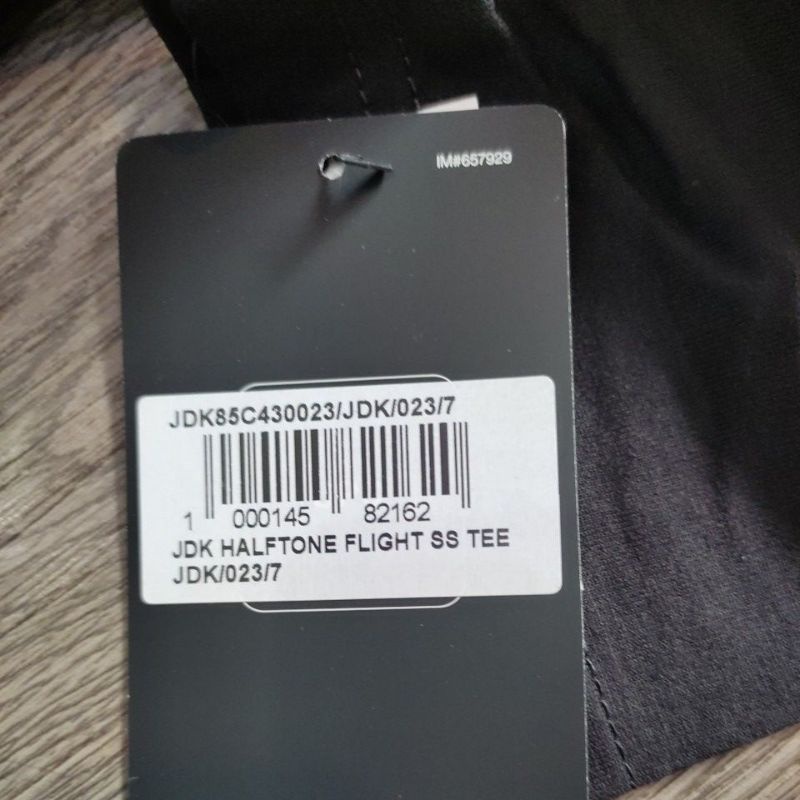 IM#657929
JDK85C430023/JDK/023/7
1 000145 82162
JDK HALFTONE FLIGHT SS TEE
JDK/023/7